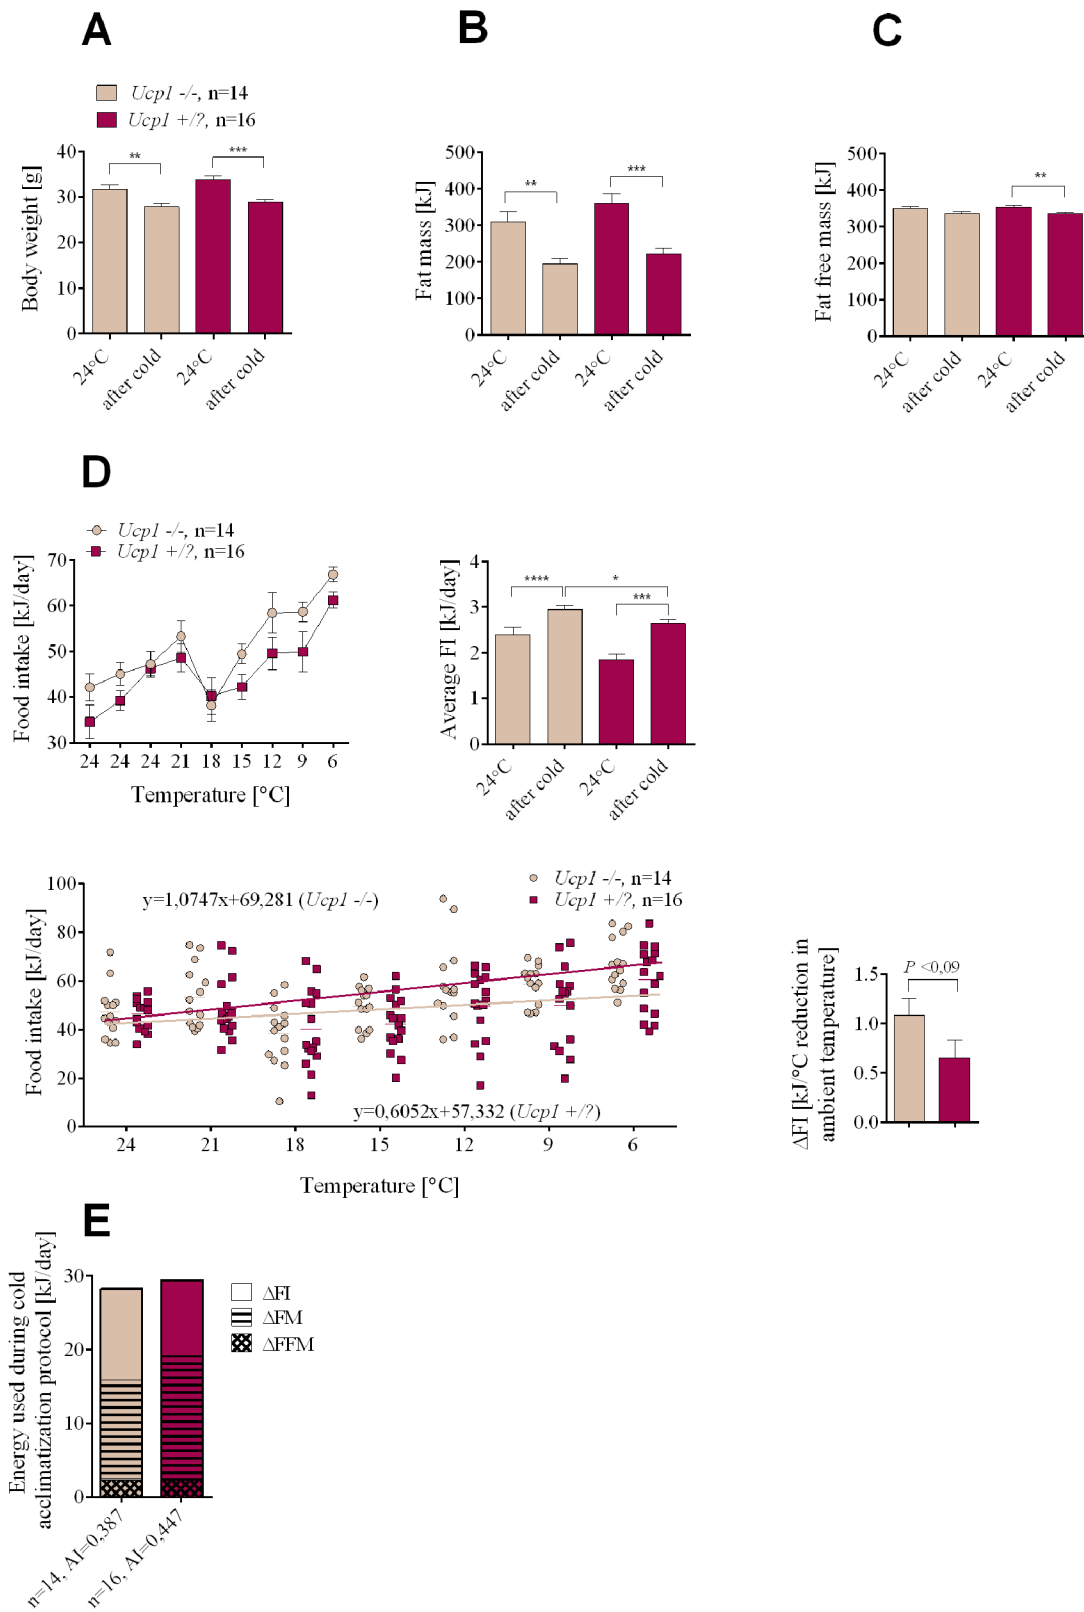 A
B
C
Ucp1 -/-, n=14
Ucp1 +/?, n=16
Body weight [g]
40
30
20
10
0
**
***
24°C
after cold
24°C
after cold
Fat mass [kJ]
500
400
300
200
100
0
**
***
24°C
after cold
24°C
after cold
Fat free mass [kJ]
500
400
300
200
100
0
**
24°C
after cold
24°C
after cold
D
Ucp1 -/-, n=14
Ucp1 +/?, n=16
Food intake [kJ/day]
70
60
50
40
30
24 24 24 21 18 15 12 9 6
Temperature [°C]
Average FI [kJ/day]
4
3
2
1
0
****
*
***
24°C
after cold
24°C
after cold
Food intake [kJ/day]
100
80
60
40
20
0
y=1,0747x+69,281 (Ucp1 -/-)
Ucp1 -/-, n=14
Ucp1 +/?, n=16
y=0,6052x+57,332 (Ucp1 +/?)
24 21 18 15 12 9 6
Temperature [°C]
ΔFI [kJ/°C reduction in
ambient temperature]
1.5
1.0
0.5
0.0
P <0,09
E
Energy used during cold
acclimatization protocol [kJ/day]
30
20
10
0
ΔFI
ΔFM
ΔFFM
n=14, AI=0,387
n=16, AI=0,447